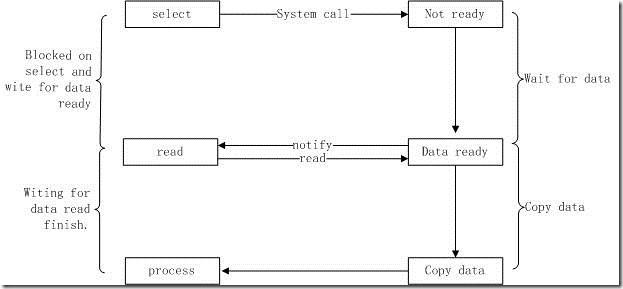 select
System call
Not ready
Blocked on
select and
wite for data
ready
Wait for data
notify
read
read
Data ready
Witing for
data read
finish.
Copy data
process
Copy data